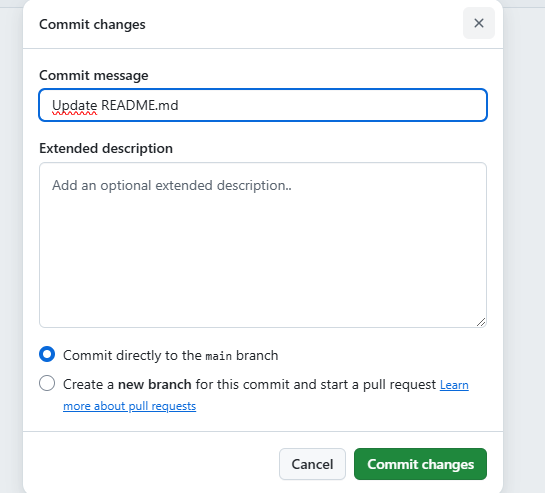 Commit changes
Commit message
Update README.md
Extended description
Add an optional extended description..
Commit directly to the main branch
Create a new branch for this commit and start a pull request Learn
more about pull requests
Cancel
Commit changes